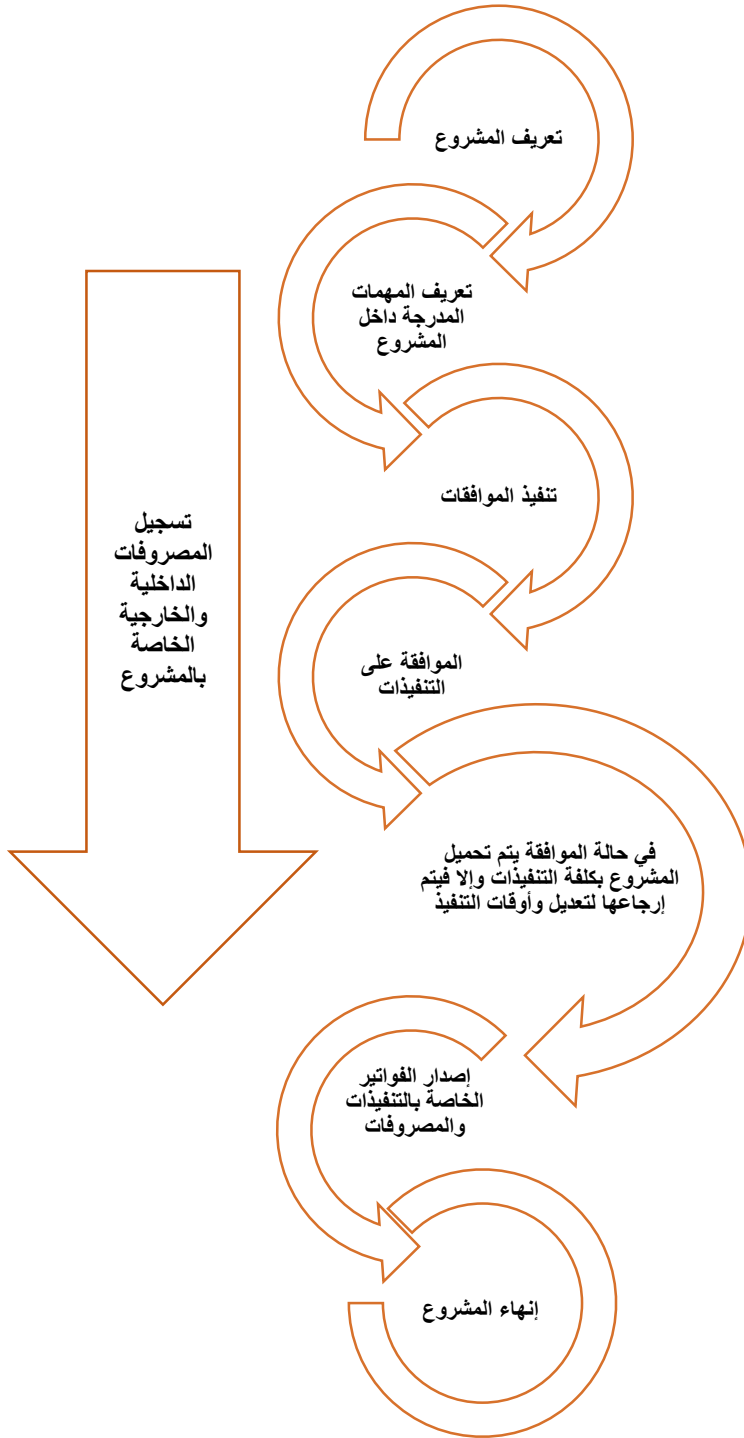 تعريف المشروع
تعريف المهمات
المدرجة داخل
المشروع
تنفيذ الموافقات
الموافقة على
التنفيذات
في حالة الموافقة يتم تحميل
المشروع بكلفة التنفيذات وإلا فيتم
إرجاعها لتعديل وأوقات التنفيذ
إصدار الفواتير
الخاصة بالتنفيذات
والمصروفات
إنهاء المشروع
تسجيل
المصروفات
الداخلية
والخارجية
الخاصة
بالمشروع